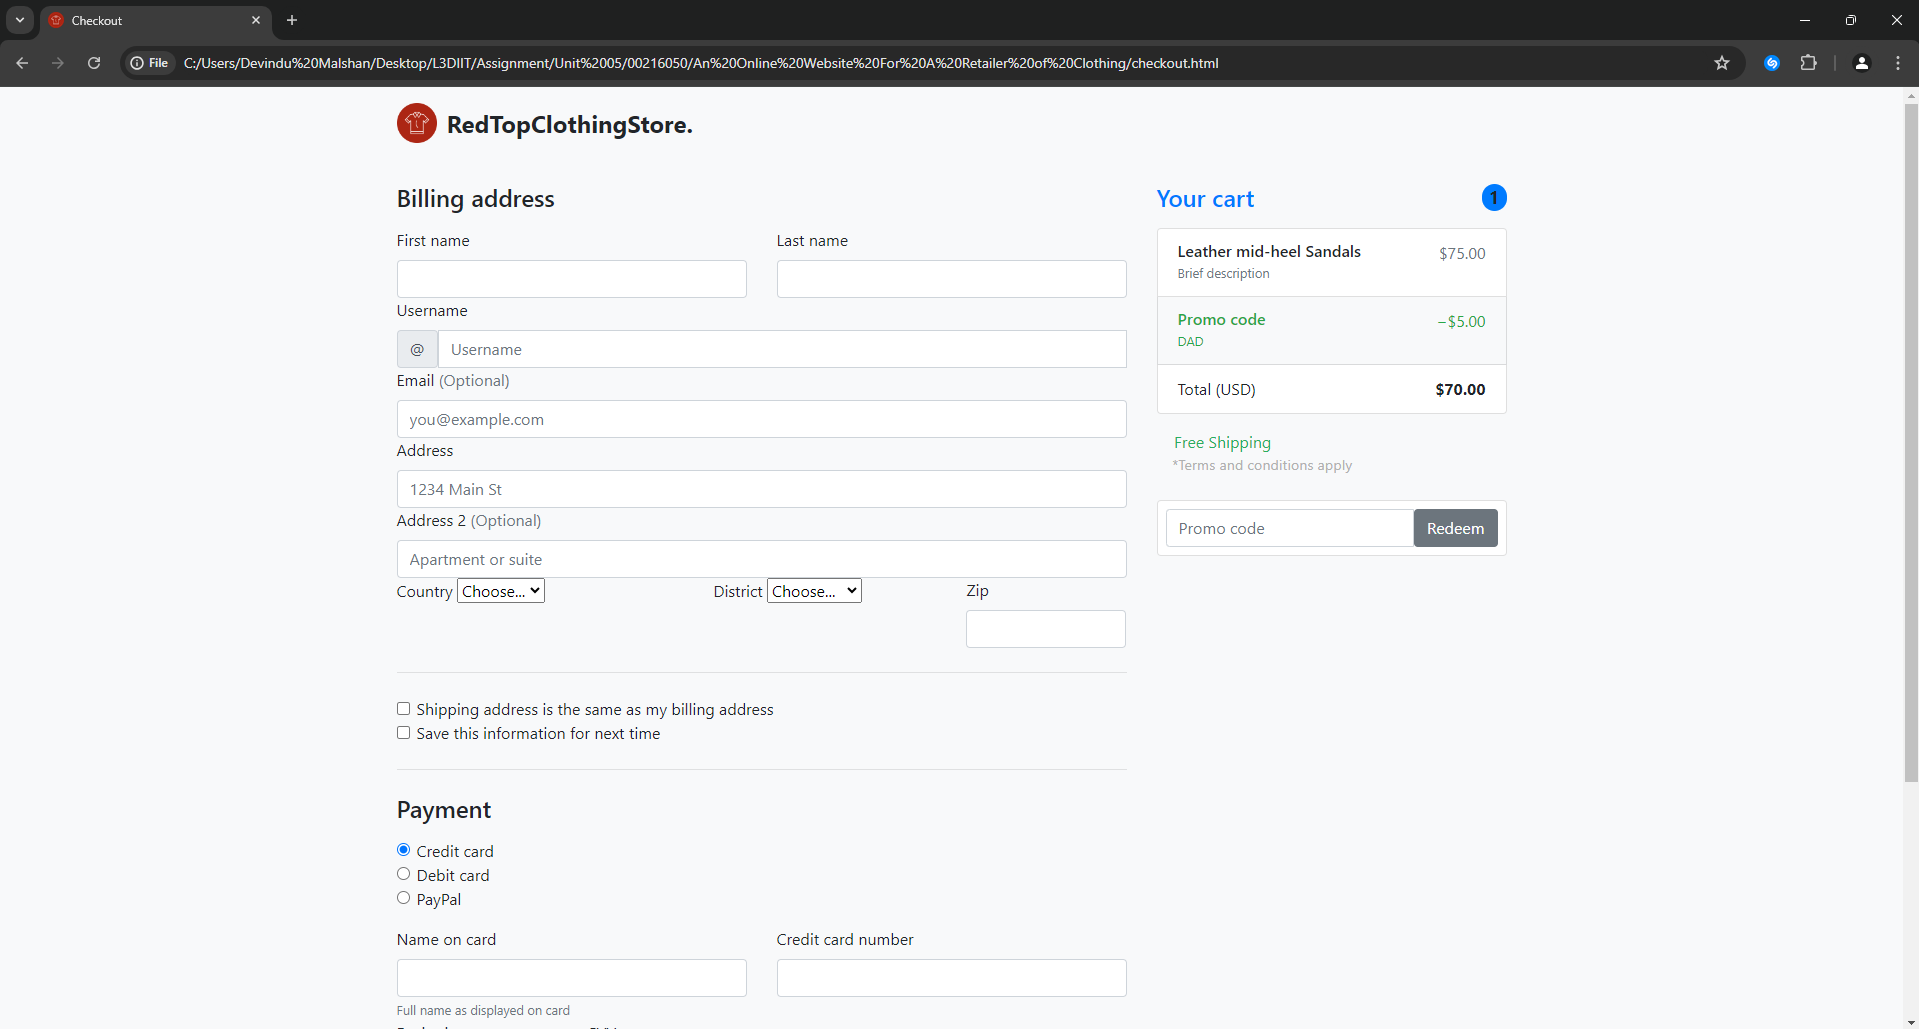 Checkout
File C:/Users/Devindu%20Malshan/Desktop/L3DIIT/Assignment/Unit%2005/00216050/An%20Online%20Website%20For%20A%20Retailer%20of%20Clothing/checkout.html
RedTopClothingStore.
Billing address
First name Last name
Username
@ Username
Email (Optional)
you@example.com
Address
1234 Main St
Address 2 (Optional)
Apartment or suite
Country Choose... District Choose... Zip
Shipping address is the same as my billing address
Save this information for next time
Payment
Credit card
Debit card
PayPal
Name on card Credit card number
Full name as displayed on card
Your cart 1
Leather mid-heel Sandals $75.00
Brief description
Promo code −$5.00
DAD
Total (USD) $70.00
Free Shipping
*Terms and conditions apply
Promo code Redeem